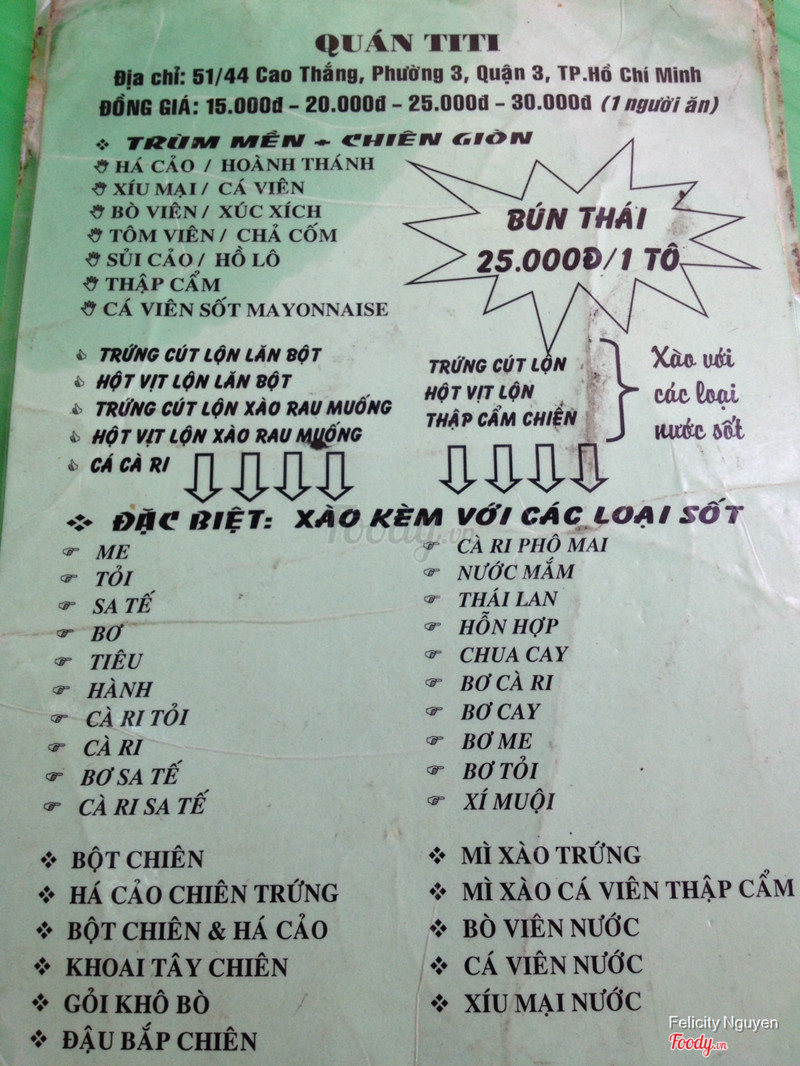 QUÁN TITI
Địa chỉ: 51/44 Cao Thắng, Phường 3, Quận 3, TP.Hồ Chí Minh
ĐỒNG GIÁ: 15.000đ – 20.000đ – 25.000đ – 30.000đ (1 người ăn)
TRÙM MỀN + CHIÊN GIÒN
HÁ CẢO / HOÀNH THÁNH
XÍU MẠI / CÁ VIÊN
BÒ VIÊN / XÚC XÍCH
TÔM VIÊN / CHẢ CỐM
SỦI CẢO / HỒ LÔ
THẬP CẨM
CÁ VIÊN SỐT MAYONNAISE
BÚN THÁI
25.000Đ/1 TÔ
TRỨNG CÚT LỘN LĂN BỘT
HỘT VỊT LỘN LĂN BỘT
TRỨNG CÚT LỘN XÀO RAU MUỐNG
HỘT VỊT LỘN XÀO RAU MUỐNG
CÁ CÀ RI
TRỨNG CÚT LỘN
HỘT VỊT LỘN
THẬP CẨM CHIÊN
Xào với
các loại
nước sốt
ĐẶC BIỆT: XÀO KÈM VỚI CÁC LOẠI SỐT
ME
TỎI
SA TẾ
BƠ
TIÊU
HÀNH
CÀ RI TỎI
CÀ RI
BƠ SA TẾ
CÀ RI SA TẾ
CÀ RI PHÔ MAI
NƯỚC MẮM
THÁI LAN
HỖN HỢP
CHUA CAY
BƠ CÀ RI
BƠ CAY
BƠ ME
BƠ TỎI
XÍ MUỘI
BỘT CHIÊN
HÁ CẢO CHIÊN TRỨNG
BỘT CHIÊN & HÁ CẢO
KHOAI TÂY CHIÊN
GỎI KHÔ BÒ
ĐẬU BẮP CHIÊN
MÌ XÀO TRỨNG
MÌ XÀO CÁ VIÊN THẬP CẨM
BÒ VIÊN NƯỚC
CÁ VIÊN NƯỚC
XÍU MẠI NƯỚC
Foody.vn
Felicity Nguyen
Foody.vn